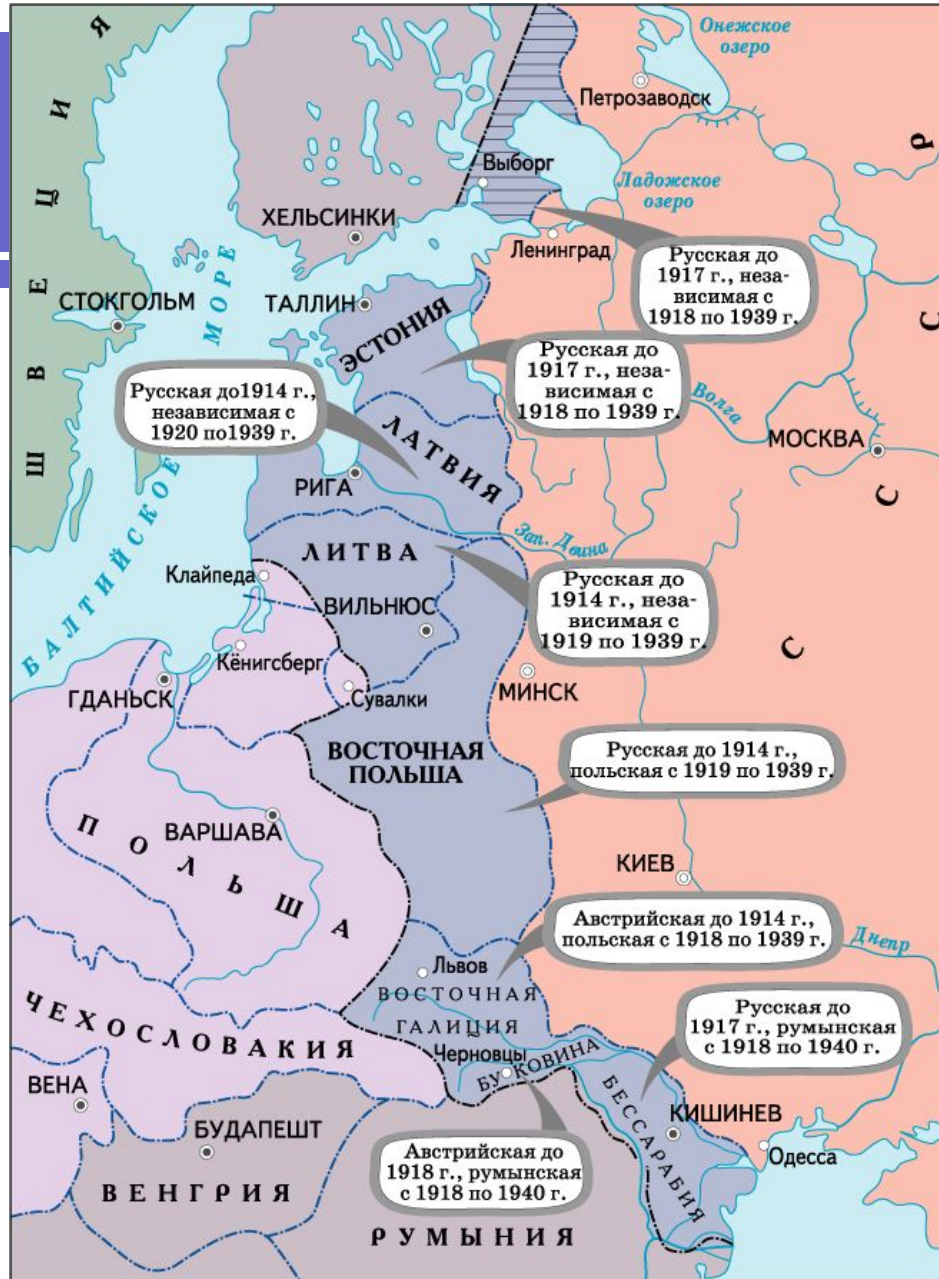 ШВЕЦИЯ
Онежское
озеро
Петрозаводск
Выборг
Ладожское
озеро
ХЕЛЬСИНКИ
Ленинград
Русская до
1917 г., неза-
висимая с
1918 по 1939 г.
СТОКГОЛЬМ
БАЛТИЙСКОЕ МОРЕ
ТАЛЛИН
ЭСТОНИЯ
Русская до
1917 г., неза-
висимая с
1918 по 1939 г.
С С С Р
Русская до1914 г.,
независимая с
1920 по1939 г.
Волга
МОСКВА
ЛАТВИЯ
РИГА
Зап. Двина
ЛИТВА
Клайпеда
Русская до
1914 г., неза-
висимая с
1919 по 1939 г.
ВИЛЬНЮС
Кёнигсберг
ГДАНЬСК
Сувалки
МИНСК
ВОСТОЧНАЯ
ПОЛЬША
Русская до 1914 г.,
польская с 1919 по 1939 г.
ВАРШАВА
ПОЛЬША
КИЕВ
Австрийская до 1914 г.,
польская с 1918 по 1939 г.
Днепр
Львов
ВОСТОЧНАЯ
ГАЛИЦИЯ
ЧЕХОСЛОВАКИЯ
Русская до
1917 г., румынская
с 1918 по 1940 г.
Черновцы
БУКОВИНА
ВЕНА
БЕССАРАБИЯ
КИШИНЕВ
БУДАПЕШТ
Одесса
Австрийская до
1918 г., румынская
с 1918 по 1940 г.
ВЕНГРИЯ
РУМЫНИЯ